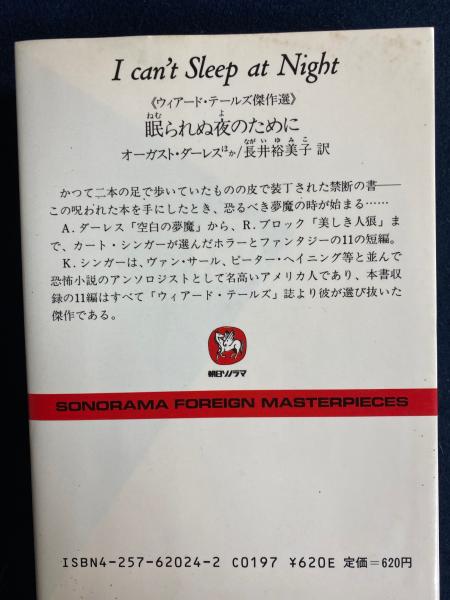 I can't Sleep at Night
《ウィアード・テールズ傑作選》
眠られぬ夜のために
オーガスト・ダーレスほか/長井裕美子 訳
かつて二本の足で歩いていたものの皮で装丁された禁断の書――
この呪われた本を手にしたとき、恐るべき夢魔の時が始まる……
A.ダーレス「空白の夢魔」から、R.ブロック「美しき人狼」ま
で、カート・シンガーが選んだホラーとファンタジーの11の短編。
K.シンガーは、ヴァン・サール、ピーター・ヘイニング等と並んで
恐怖小説のアンソロジストとして名高いアメリカ人であり、本書収
録の11編はすべて「ウィアード・テールズ」誌より彼が選び抜いた
傑作である。
朝日ソノラマ
SONORAMA FOREIGN MASTERPIECES
ISBN4-257-62024-2 C0197 ¥620E 定価=620円